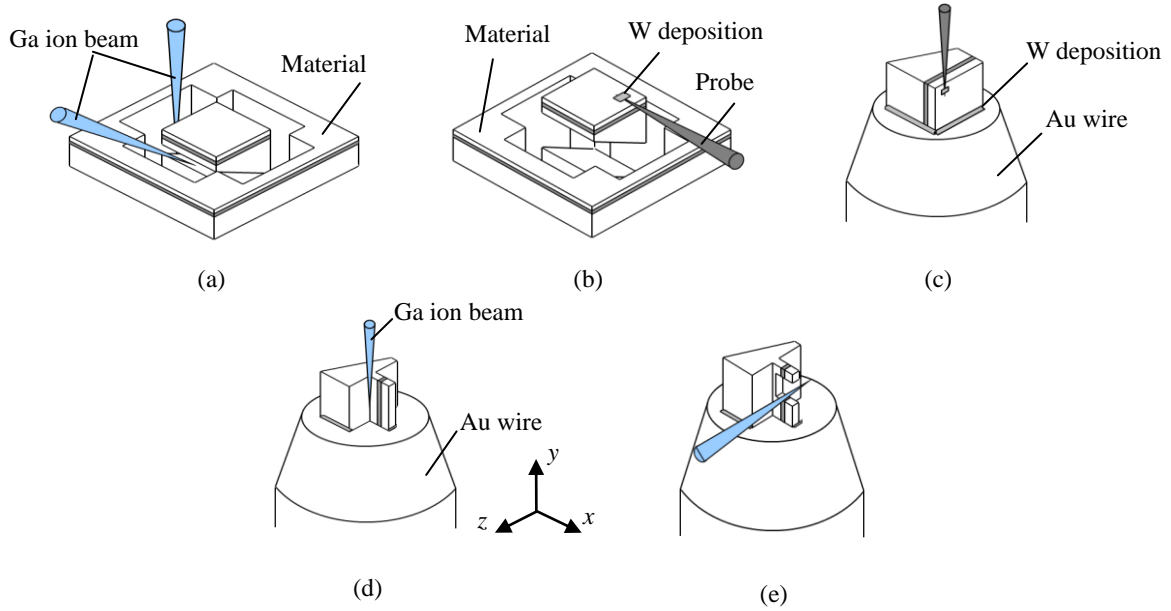 Ga ion beam
Material
Material
W deposition
Probe
W deposition
Au wire
(a)
(b)
(c)
Ga ion beam
Au wire
y
z
x
(d)
(e)